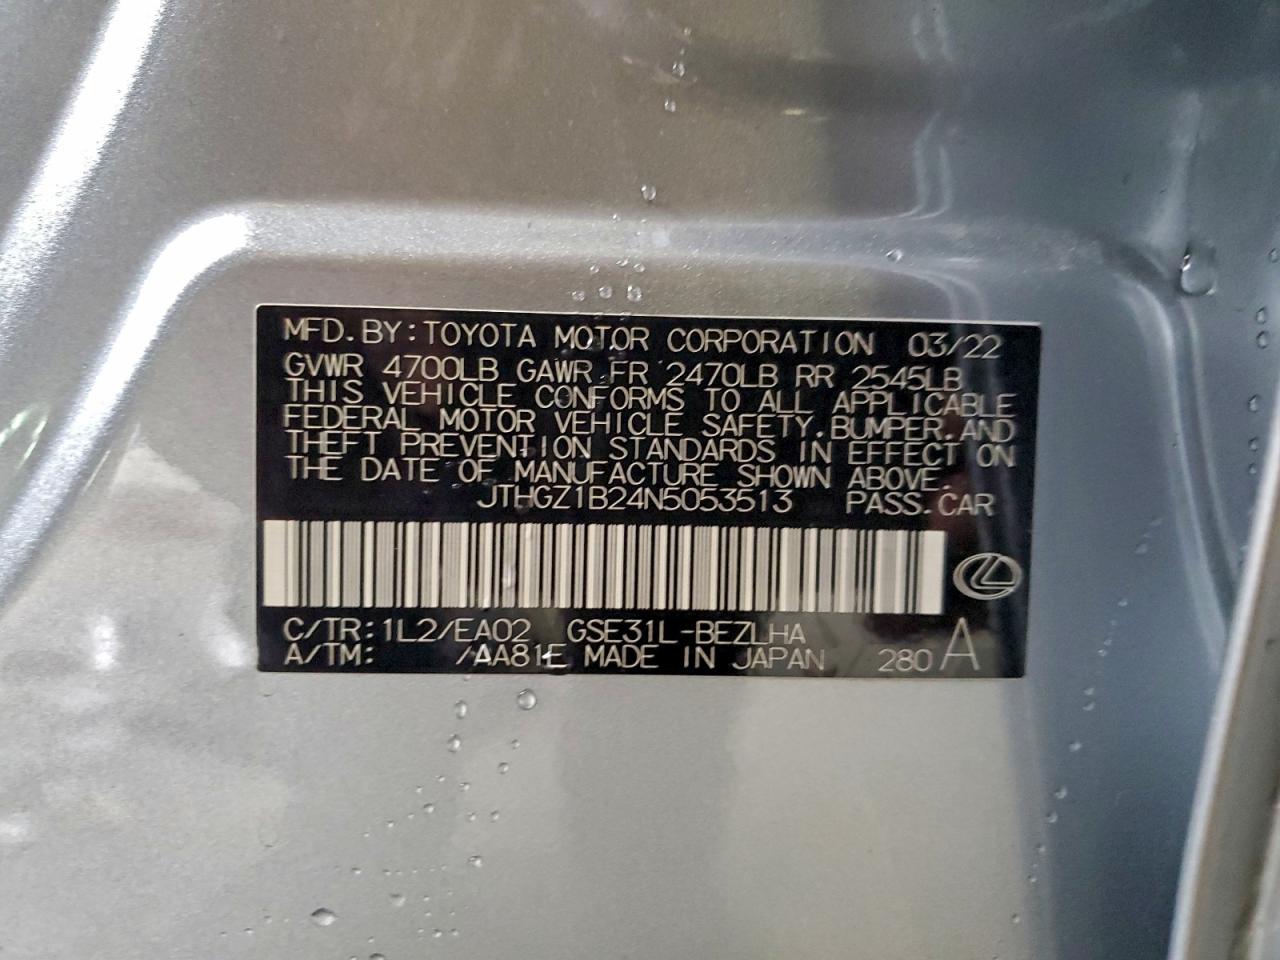 MFD. BY: TOYOTA MOTOR CORPORATION 03/22
GVWR 4700LB GAWR FR 2470LB RR 2545LB
THIS VEHICLE CONFORMS TO ALL APPLICABLE
FEDERAL MOTOR VEHICLE SAFETY, BUMPER, AND
THEFT PREVENTION STANDARDS IN EFFECT ON
THE DATE OF MANUFACTURE SHOWN ABOVE.
JTHGZ1B24N5053513 PASS. CAR
C/TR: 1L2/EA02 GSE31L-BEZLHA
A/TM: /AA81E MADE IN JAPAN 280 A